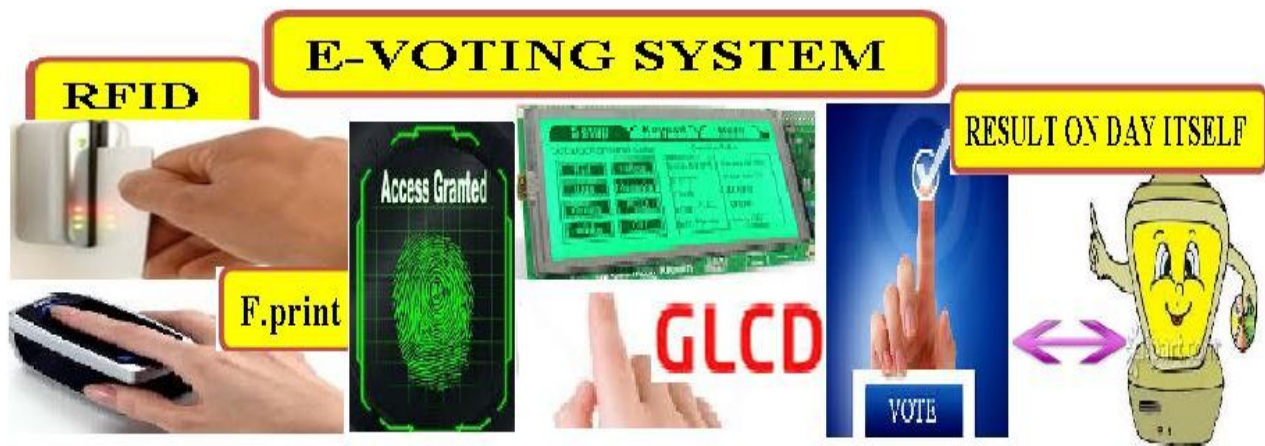 E-VOTING SYSTEM
RFID
RESULT ON DAY ITSELF
Access Granted
F.print
GLCD
VOTE